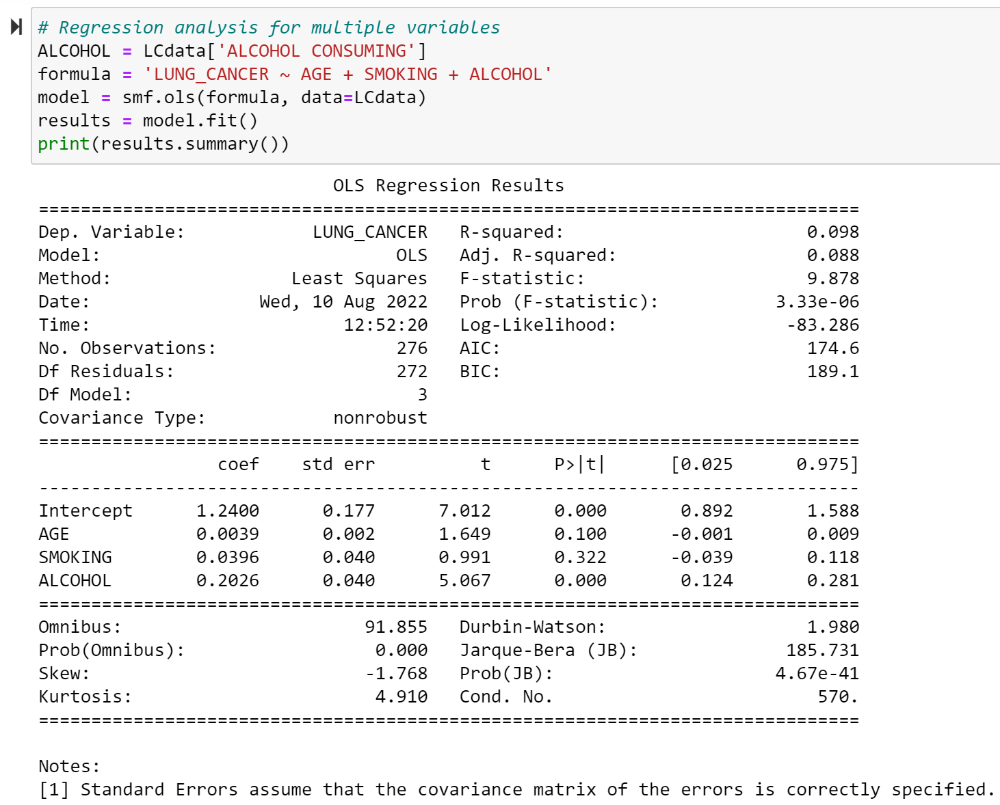 # Regression analysis for multiple variables
ALCOHOL = LCdata['ALCOHOL CONSUMING']
formula = 'LUNG_CANCER ~ AGE + SMOKING + ALCOHOL'
model = smf.ols(formula, data=LCdata)
results = model.fit()
print(results.summary())
                            OLS Regression Results
==============================================================================
Dep. Variable:            LUNG_CANCER   R-squared:                       0.098
Model:                            OLS   Adj. R-squared:                  0.088
Method:                 Least Squares   F-statistic:                     9.878
Date:                Wed, 10 Aug 2022   Prob (F-statistic):           3.33e-06
Time:                        12:52:20   Log-Likelihood:                -83.286
No. Observations:                 276   AIC:                             174.6
Df Residuals:                     272   BIC:                             189.1
Df Model:                           3
Covariance Type:            nonrobust
==============================================================================
                 coef    std err          t      P>|t|      [0.025      0.975]
------------------------------------------------------------------------------
Intercept      1.2400      0.177      7.012      0.000       0.892       1.588
AGE            0.0039      0.002      1.649      0.100      -0.001       0.009
SMOKING        0.0396      0.040      0.991      0.322      -0.039       0.118
ALCOHOL        0.2026      0.040      5.067      0.000       0.124       0.281
==============================================================================
Omnibus:                       91.855   Durbin-Watson:                   1.980
Prob(Omnibus):                  0.000   Jarque-Bera (JB):              185.731
Skew:                          -1.768   Prob(JB):                     4.67e-41
Kurtosis:                       4.910   Cond. No.                         570.
==============================================================================
Notes:
[1] Standard Errors assume that the covariance matrix of the errors is correctly specified.